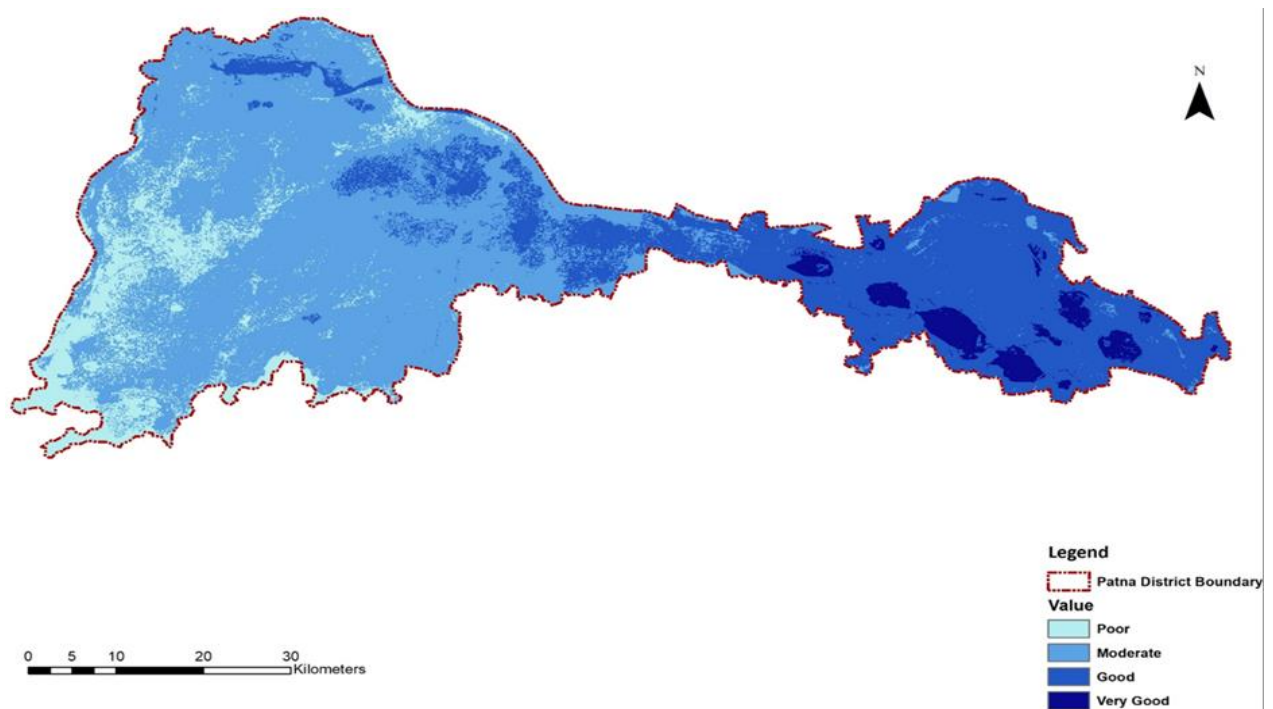 N
Legend
Patna District Boundary
Value
Poor
Moderate
Good
Very Good
0 5 10 20 30
Kilometers